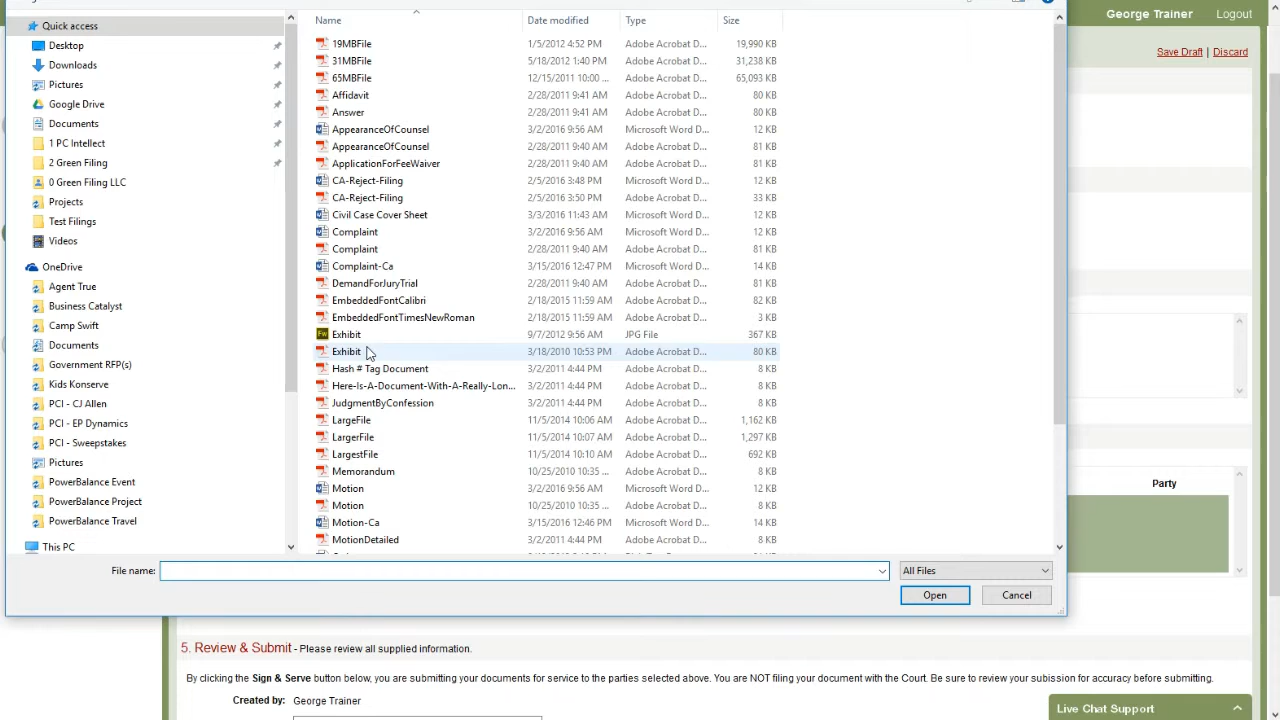 George Trainer Logout
Save Draft | Discard
Quick access
Desktop
Downloads
Pictures
Google Drive
Documents
1 PC Intellect
2 Green Filing
0 Green Filing LLC
Projects
Test Filings
Videos
OneDrive
Agent True
Business Catalyst
Camp Swift
Documents
Government RFP(s)
Kids Konserve
PCI - CJ Allen
PCI - EP Dynamics
PCI - Sweepstakes
Pictures
PowerBalance Event
PowerBalance Project
PowerBalance Travel
This PC
Name Date modified Type Size
19MBFile 1/5/2012 4:52 PM Adobe Acrobat D... 19,990 KB
31MBFile 5/18/2012 1:40 PM Adobe Acrobat D... 31,238 KB
65MBFile 12/15/2011 10:00 ... Adobe Acrobat D... 65,093 KB
Affidavit 2/28/2011 9:41 AM Adobe Acrobat D... 80 KB
Answer 2/28/2011 9:41 AM Adobe Acrobat D... 80 KB
AppearanceOfCounsel 3/2/2016 9:56 AM Microsoft Word D... 12 KB
AppearanceOfCounsel 2/28/2011 9:40 AM Adobe Acrobat D... 81 KB
ApplicationForFeeWaiver 2/28/2011 9:40 AM Adobe Acrobat D... 81 KB
CA-Reject-Filing 2/5/2016 3:48 PM Microsoft Word D... 12 KB
CA-Reject-Filing 2/5/2016 3:50 PM Adobe Acrobat D... 33 KB
Civil Case Cover Sheet 3/3/2016 11:43 AM Microsoft Word D... 12 KB
Complaint 3/2/2016 9:56 AM Microsoft Word D... 12 KB
Complaint 2/28/2011 9:40 AM Adobe Acrobat D... 81 KB
Complaint-Ca 3/15/2016 12:47 PM Microsoft Word D... 14 KB
DemandForJuryTrial 2/28/2011 9:40 AM Adobe Acrobat D... 81 KB
EmbeddedFontCalibri 2/18/2015 11:59 AM Adobe Acrobat D... 82 KB
EmbeddedFontTimesNewRoman 2/18/2015 11:59 AM Adobe Acrobat D... 3 KB
Exhibit 9/7/2012 9:56 AM JPG File 367 KB
Exhibit 3/18/2010 10:53 PM Adobe Acrobat D... 80 KB
Hash # Tag Document 3/2/2011 4:44 PM Adobe Acrobat D... 8 KB
Here-Is-A-Document-With-A-Really-Lon... 3/2/2011 4:44 PM Adobe Acrobat D... 8 KB
JudgmentByConfession 3/2/2011 4:44 PM Adobe Acrobat D... 8 KB
LargeFile 11/5/2014 10:06 AM Adobe Acrobat D... 1,162 KB
LargerFile 11/5/2014 10:07 AM Adobe Acrobat D... 1,297 KB
LargestFile 11/5/2014 10:10 AM Adobe Acrobat D... 692 KB
Memorandum 10/25/2010 10:35 ... Adobe Acrobat D... 8 KB
Motion 3/2/2016 9:56 AM Microsoft Word D... 12 KB
Motion 10/25/2010 10:35 ... Adobe Acrobat D... 8 KB
Motion-Ca 3/15/2016 12:46 PM Microsoft Word D... 14 KB
MotionDetailed 3/2/2011 4:44 PM Adobe Acrobat D... 8 KB
Party
File name: All Files
Open Cancel
5. Review & Submit - Please review all supplied information.
By clicking the Sign & Serve button below, you are submitting your documents for service to the parties selected above. You are NOT filing your document with the Court. Be sure to review your subission for accuracy before submitting.
Created by: George Trainer
Live Chat Support